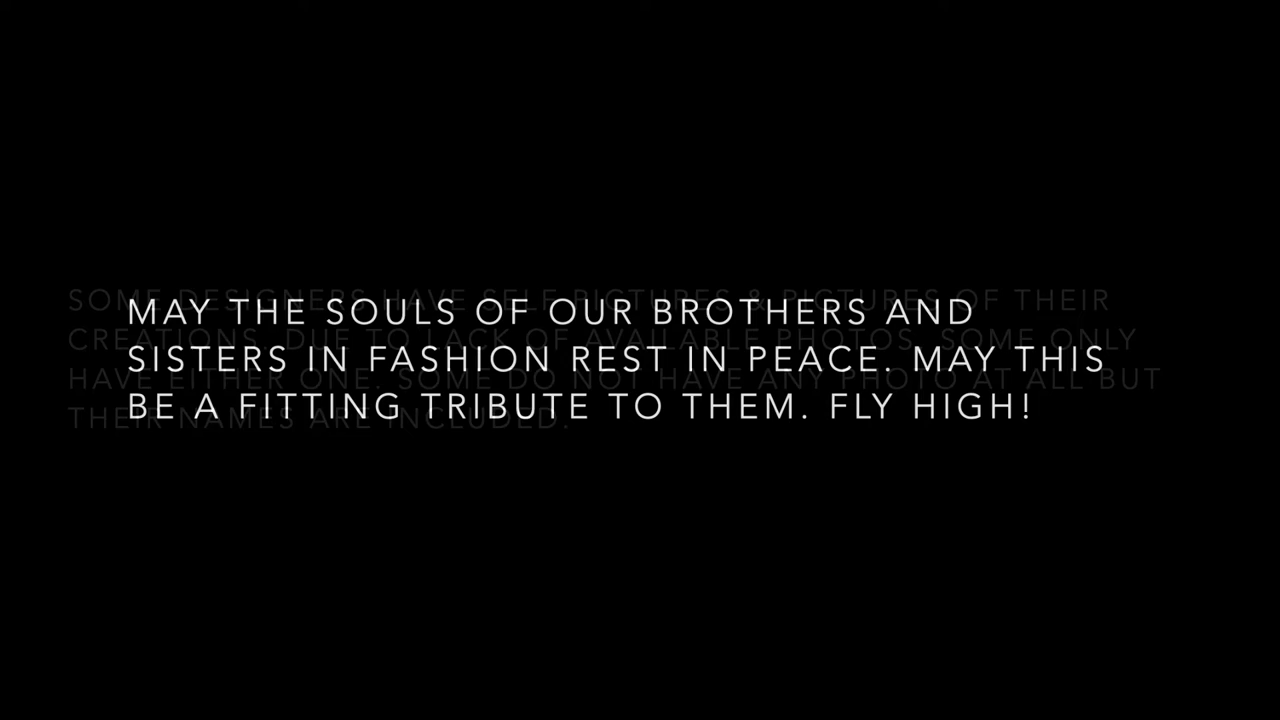 MAY THE SOULS OF OUR BROTHERS AND
SISTERS IN FASHION REST IN PEACE. MAY THIS
BE A FITTING TRIBUTE TO THEM. FLY HIGH!
SOME DESIGNERS HAVE SELF PICTURES & PICTURES OF THEIR
CREATIONS. DUE TO LACK OF AVAILABLE PHOTOS, SOME ONLY
HAVE EITHER ONE. SOME DO NOT HAVE ANY PHOTO AT ALL BUT
THEIR NAMES ARE INCLUDED.